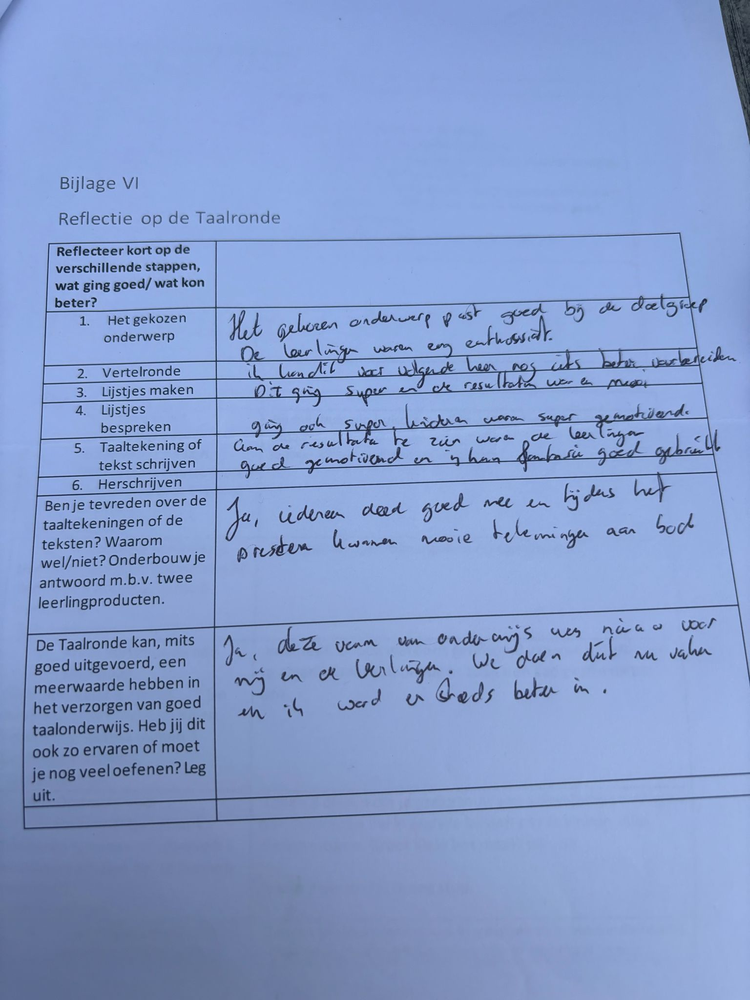 Bijlage VI
Reflectie op de Taalronde
Reflecteer kort op de
verschillende stappen,
wat ging goed/ wat kon
beter?
1. Het gekozen
onderwerp
Het gekozen onderwerp past goed bij de doelgroep
De leerlingen waren erg
2. Vertelronde
ik kan dit voor volgende keer nog iets beter voorbereiden
3. Lijstjes maken
Dit ging super en de resultaten waren mooi
4. Lijstjes
bespreken
ging ook super, kinderen waren super gemotiveerd.
5. Taaltekening of
tekst schrijven
Aan de resultaten te zien waren de leerlingen
goed gemotiveerd en is hun fantasie goed gebruikt
6. Herschrijven
Ben je tevreden over de
taaltekeningen of de
teksten? Waarom
wel/niet? Onderbouw je
antwoord m.b.v. twee
leerlingproducten.
Ja, iedereen deed goed mee en tijdens het
kwamen mooie tekeningen aan bod
De Taalronde kan, mits
goed uitgevoerd, een
meerwaarde hebben in
het verzorgen van goed
taalonderwijs. Heb jij dit
ook zo ervaren of moet
je nog veel oefenen? Leg
uit.
Ja, deze vorm van onderwijs was nieuw voor
mij en de leerlingen. We doen dit nu vaker
en ik word er steeds beter in.